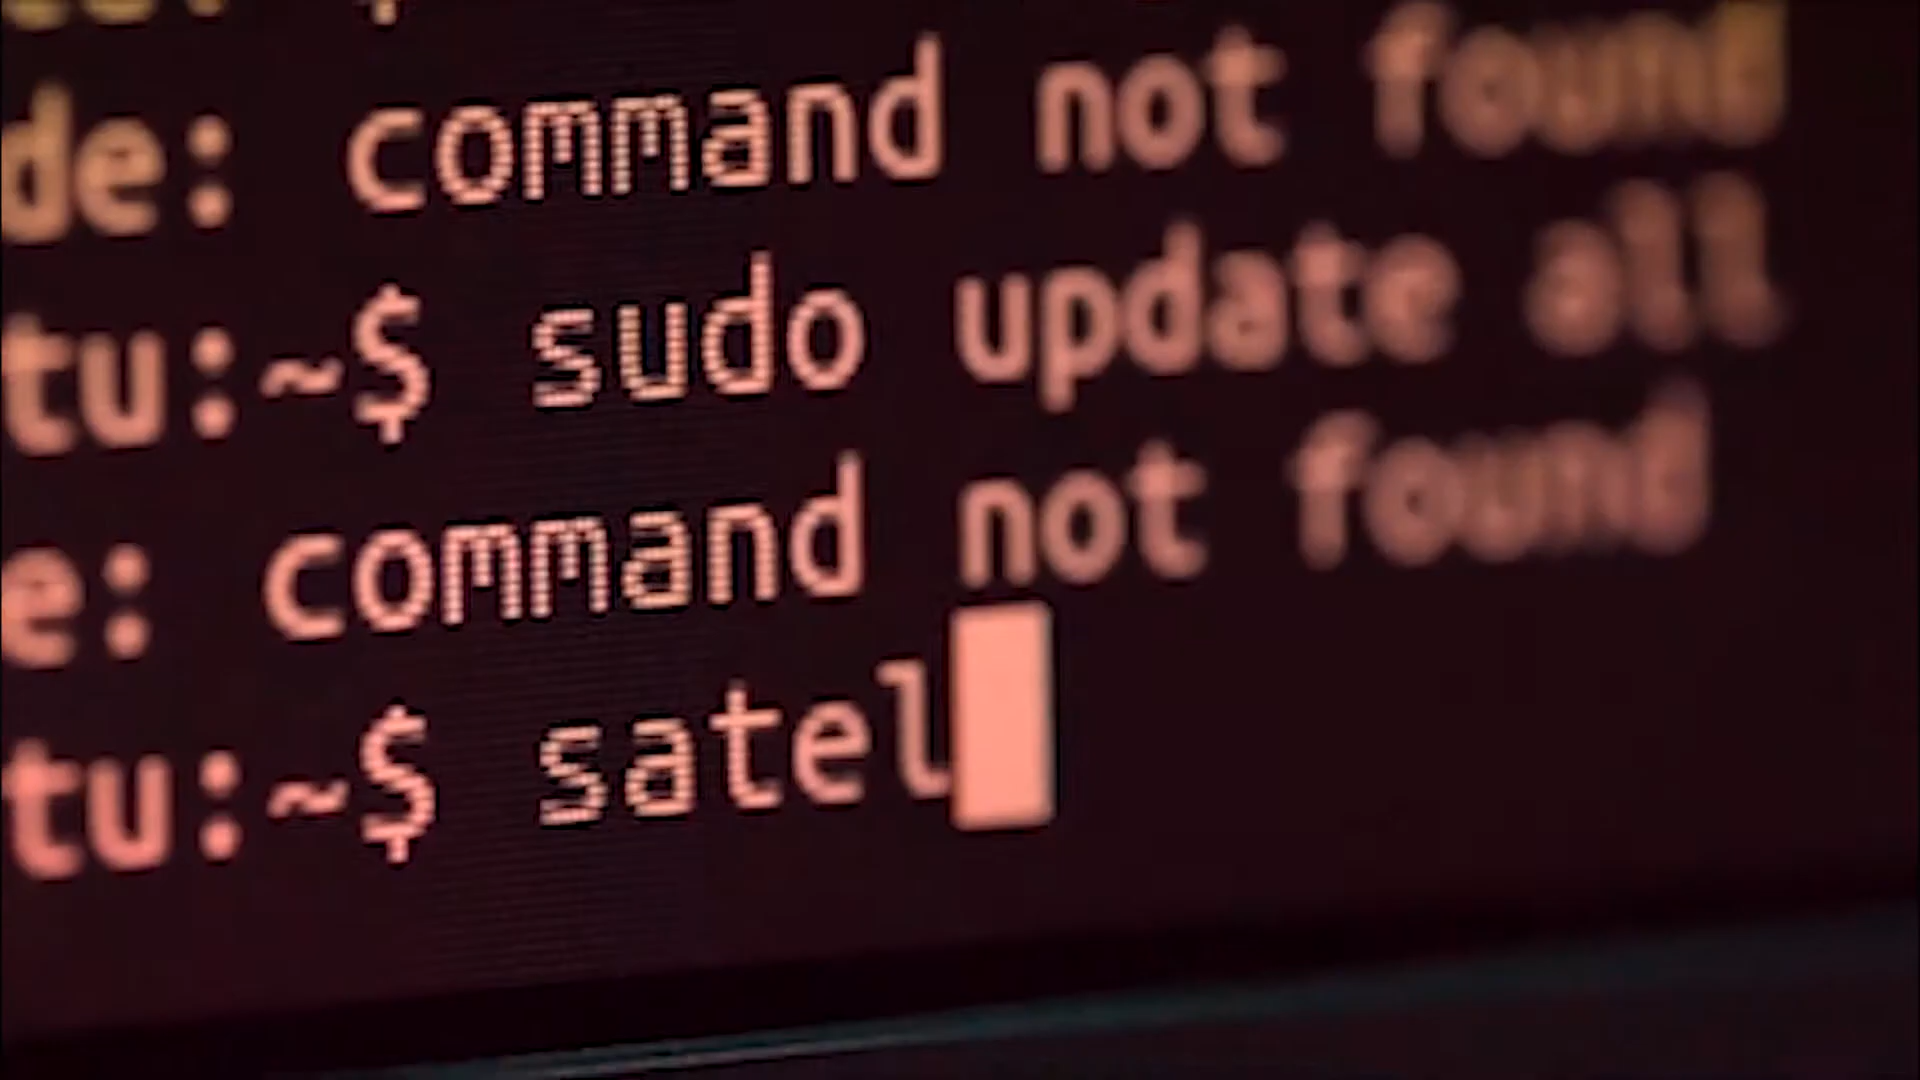 de: command not found
tu:~$ sudo update all
e: command not found
tu:~$ satel